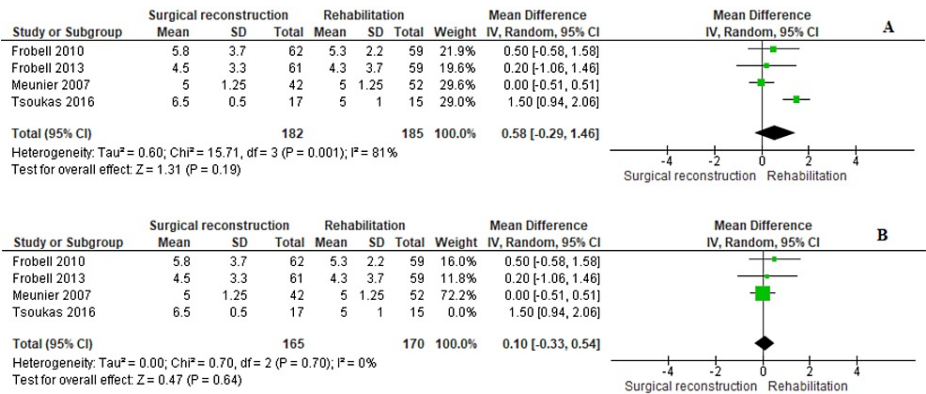 Surgical reconstruction Rehabilitation Mean Difference Mean Difference A
Study or Subgroup Mean SD Total Mean SD Total Weight IV, Random, 95% CI IV, Random, 95% CI
Frobell 2010 5.8 3.7 62 5.3 2.2 59 21.9% 0.50 [-0.58, 1.58]
Frobell 2013 4.5 3.3 61 4.3 3.7 59 19.6% 0.20 [-1.06, 1.46]
Meunier 2007 5 1.25 42 5 1.25 52 29.6% 0.00 [-0.51, 0.51]
Tsoukas 2016 6.5 0.5 17 5 1 15 29.0% 1.50 [0.94, 2.06]
Total (95% CI) 182 185 100.0% 0.58 [-0.29, 1.46]
Heterogeneity: Tau² = 0.60; Chi² = 15.71, df = 3 (P = 0.001); I² = 81%
Test for overall effect: Z = 1.31 (P = 0.19)
-4 -2 0 2 4
Surgical reconstruction Rehabilitation
Surgical reconstruction Rehabilitation Mean Difference Mean Difference B
Study or Subgroup Mean SD Total Mean SD Total Weight IV, Random, 95% CI IV, Random, 95% CI
Frobell 2010 5.8 3.7 62 5.3 2.2 59 16.0% 0.50 [-0.58, 1.58]
Frobell 2013 4.5 3.3 61 4.3 3.7 59 11.8% 0.20 [-1.06, 1.46]
Meunier 2007 5 1.25 42 5 1.25 52 72.2% 0.00 [-0.51, 0.51]
Tsoukas 2016 6.5 0.5 17 5 1 15 0.0% 1.50 [0.94, 2.06]
Total (95% CI) 165 170 100.0% 0.10 [-0.33, 0.54]
Heterogeneity: Tau² = 0.00; Chi² = 0.70, df = 2 (P = 0.70); I² = 0%
Test for overall effect: Z = 0.47 (P = 0.64)
-4 -2 0 2 4
Surgical reconstruction Rehabilitation